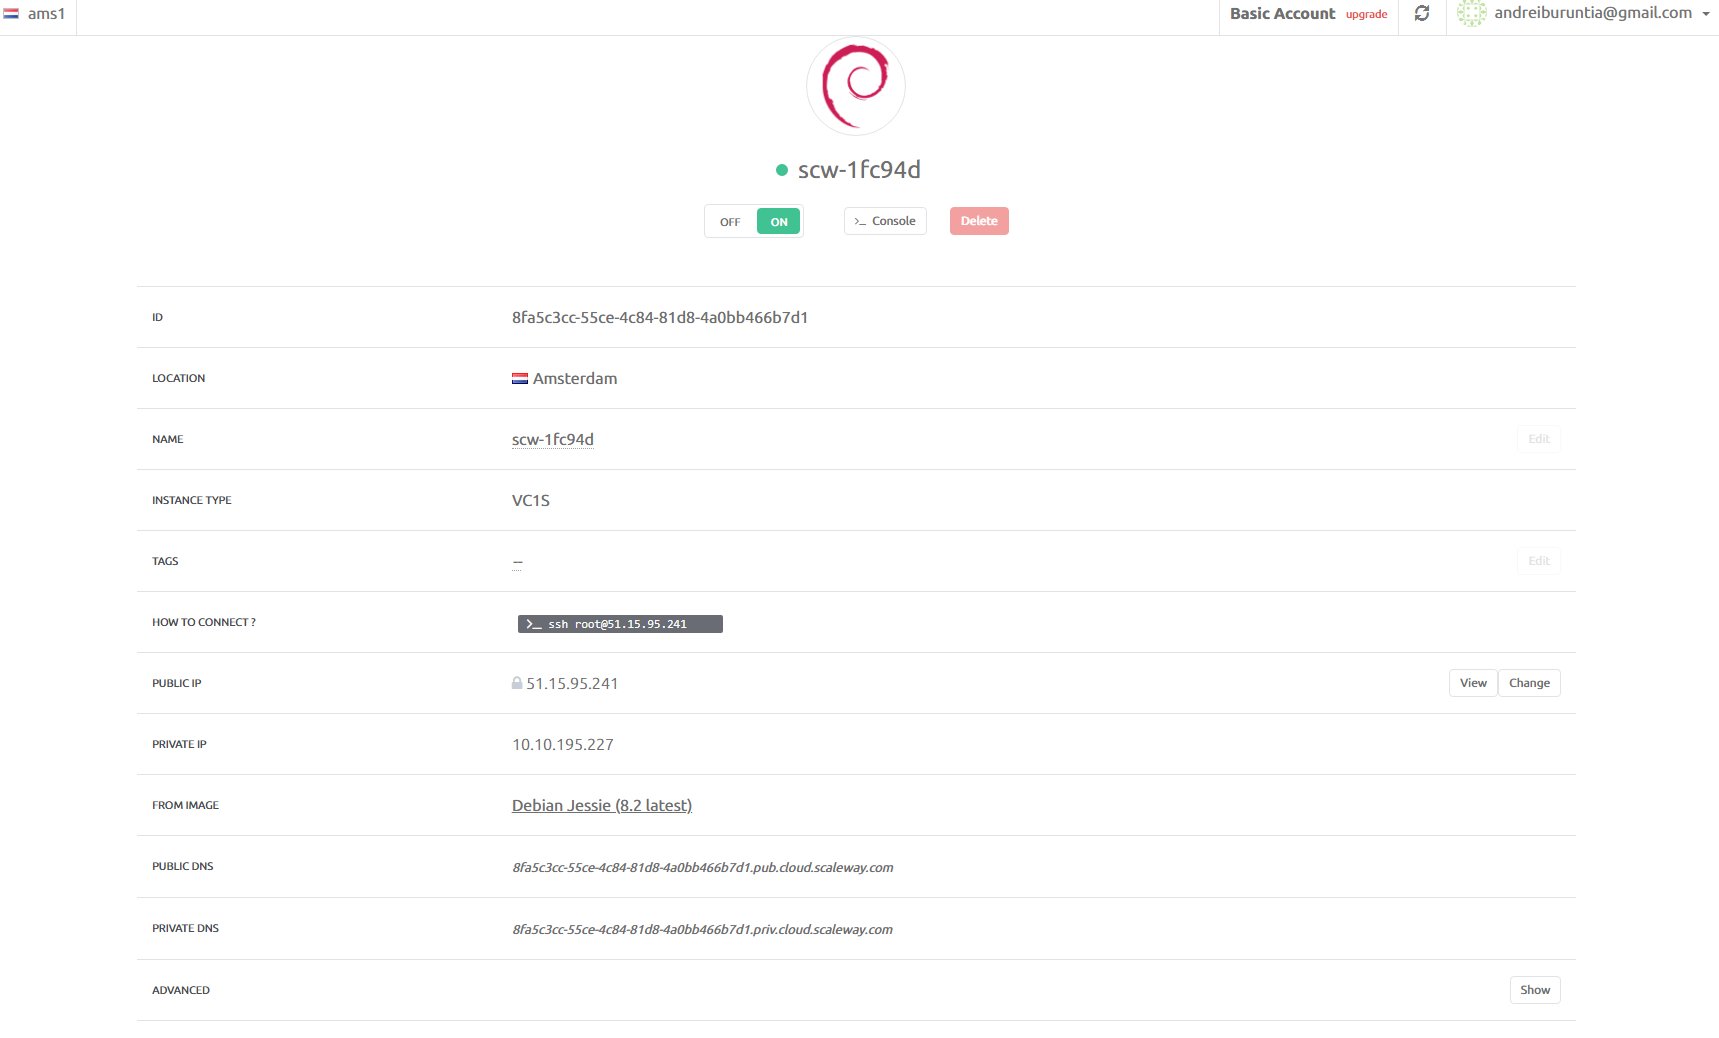 ams1 Basic Account upgrade andreiburuntia@gmail.com
scw-1fc94d
OFF ON >_ Console Delete
ID 8fa5c3cc-55ce-4c84-81d8-4a0bb466b7d1
LOCATION Amsterdam
NAME scw-1fc94d Edit
INSTANCE TYPE VC1S
TAGS -- Edit
HOW TO CONNECT ? >_ ssh root@51.15.95.241
PUBLIC IP 51.15.95.241 View Change
PRIVATE IP 10.10.195.227
FROM IMAGE Debian Jessie (8.2 latest)
PUBLIC DNS 8fa5c3cc-55ce-4c84-81d8-4a0bb466b7d1.pub.cloud.scaleway.com
PRIVATE DNS 8fa5c3cc-55ce-4c84-81d8-4a0bb466b7d1.priv.cloud.scaleway.com
ADVANCED Show